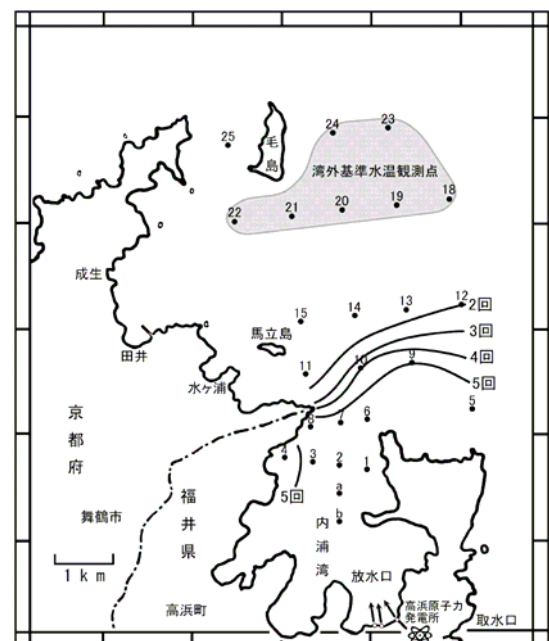 23
24
25
毛島
湾外基準水温観測点
18
19
20
21
22
成生
12
2回
13
14
15
馬立島
3回
田井
4回
9
10
11
5回
水ヶ浦
5
6
7
8
京都府
4
3
2
1
福井県
5回
a
舞鶴市
b
内浦湾
1km
放水口
高浜町
高浜原子力
発電所
取水口